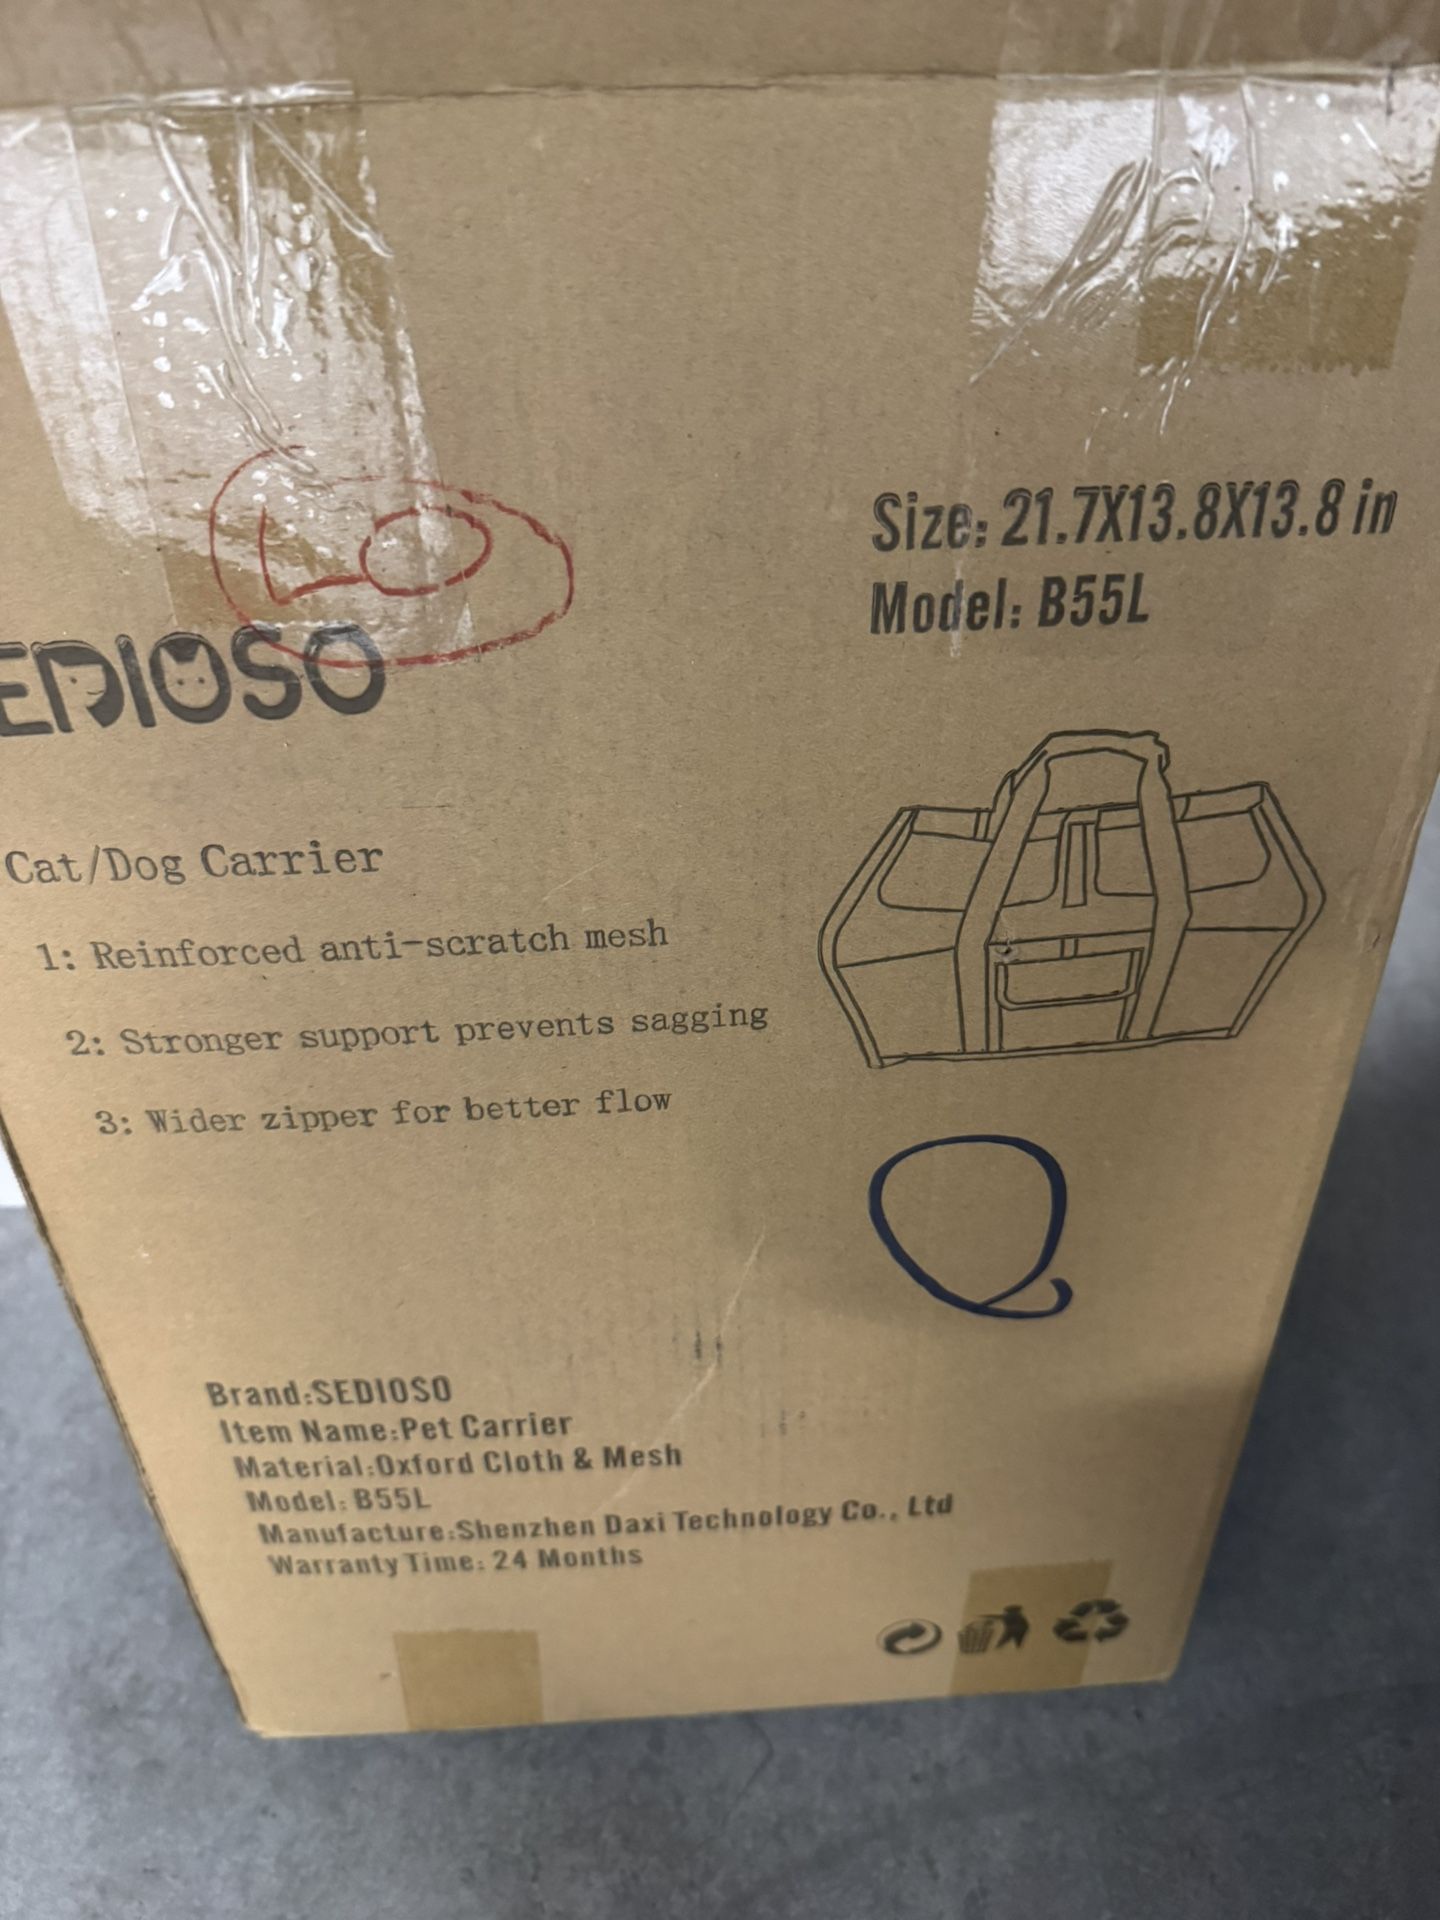 EDIOSO
Size: 21.7X13.8X13.8 in
Model: B55L
Cat/Dog Carrier
1: Reinforced anti-scratch mesh
2: Stronger support prevents sagging
3: Wider zipper for better flow
Brand:SEDIOSO
Item Name:Pet Carrier
Material:Oxford Cloth & Mesh
Model: B55L
Manufacture:Shenzhen Daxi Technology Co., Ltd
Warranty Time: 24 Months